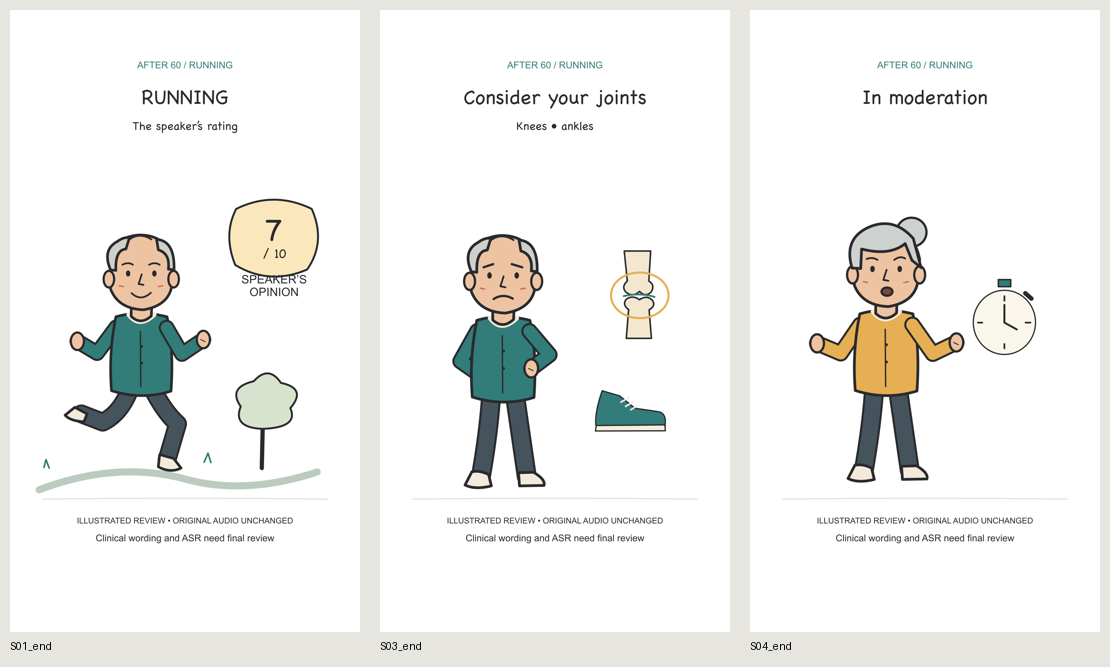 AFTER 60 / RUNNING
RUNNING
The speaker's rating
7
/ 10
SPEAKER'S
OPINION
ILLUSTRATED REVIEW • ORIGINAL AUDIO UNCHANGED
Clinical wording and ASR need final review
S01_end
AFTER 60 / RUNNING
Consider your joints
Knees • ankles
ILLUSTRATED REVIEW • ORIGINAL AUDIO UNCHANGED
Clinical wording and ASR need final review
S03_end
AFTER 60 / RUNNING
In moderation
ILLUSTRATED REVIEW • ORIGINAL AUDIO UNCHANGED
Clinical wording and ASR need final review
S04_end